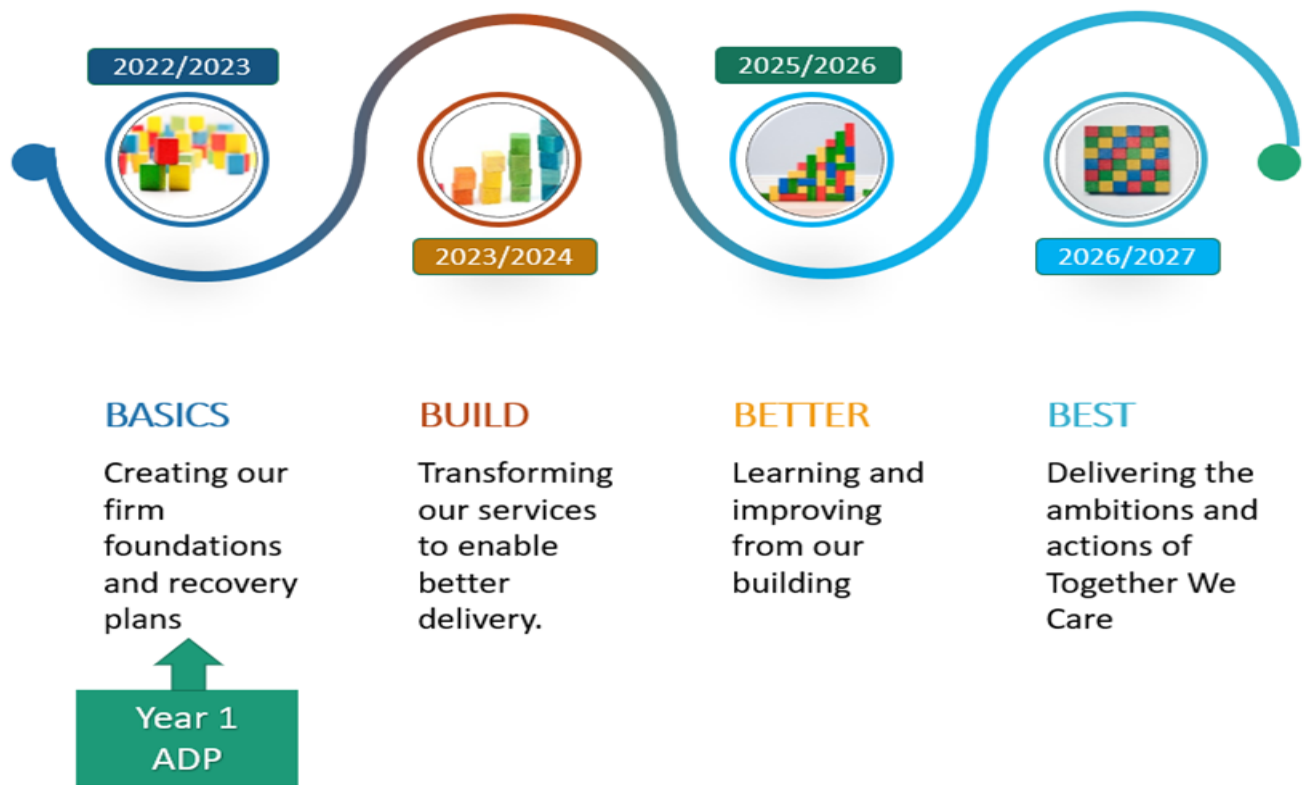 2022/2023
2025/2026
2023/2024
2026/2027
BASICS
Creating our
firm
foundations
and recovery
plans
BUILD
Transforming
our services
to enable
better
delivery.
BETTER
Learning and
improving
from our
building
BEST
Delivering the
ambitions and
actions of
Together We
Care
Year 1
ADP